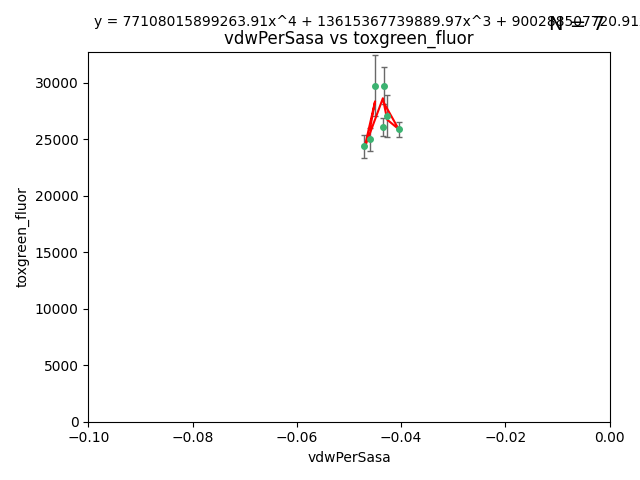 y = 77108015899263.91x^4 + 13615367739889.97x^3 +
N = 7
vdwPerSasa vs toxgreen_fluor
30000
25000
20000
15000
10000
5000
0
toxgreen_fluor
−0.10 −0.08 −0.06 −0.04 −0.02 0.00
vdwPerSasa